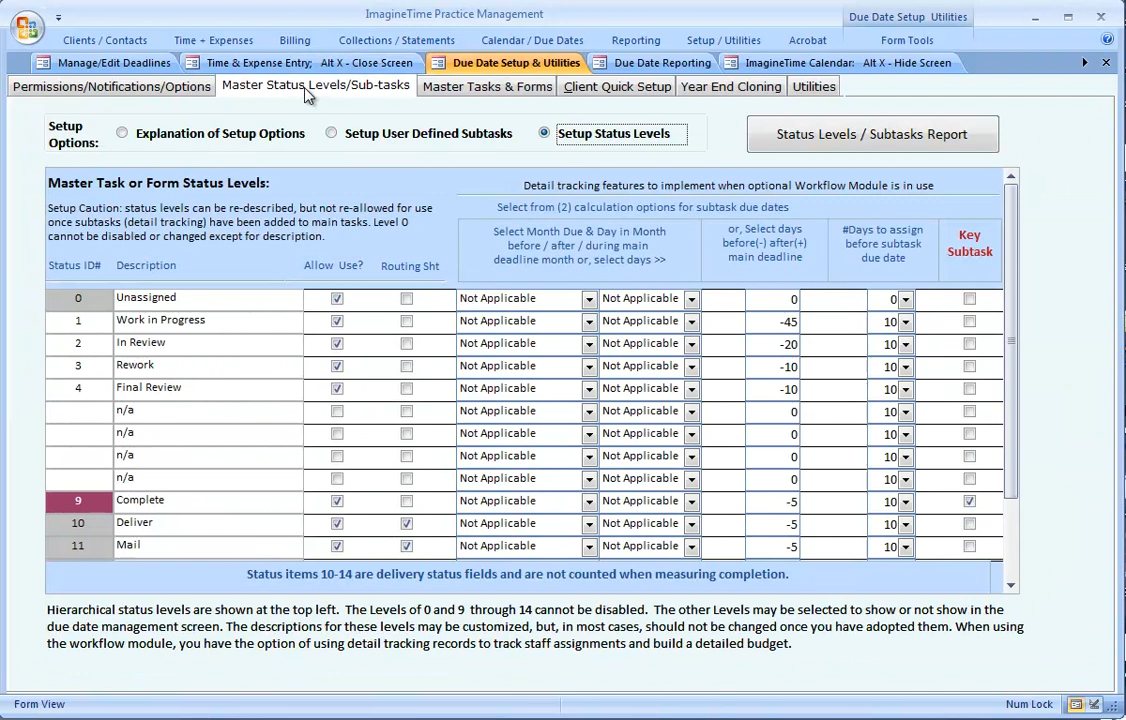 ImagineTime Practice Management
Due Date Setup Utilities
Clients / Contacts Time + Expenses Billing Collections / Statements Calendar / Due Dates Reporting Setup / Utilities Acrobat Form Tools
Manage/Edit Deadlines Time & Expense Entry; Alt X - Close Screen Due Date Setup & Utilities Due Date Reporting ImagineTime Calendar: Alt X - Hide Screen
Permissions/Notifications/Options Master Status Levels/Sub-tasks Master Tasks & Forms Client Quick Setup Year End Cloning Utilities
Setup Options: Explanation of Setup Options Setup User Defined Subtasks Setup Status Levels Status Levels / Subtasks Report
Master Task or Form Status Levels:
Setup Caution: status levels can be re-described, but not re-allowed for use
once subtasks (detail tracking) have been added to main tasks. Level 0
cannot be disabled or changed except for description.
Status ID# Description Allow Use? Routing Sht
Detail tracking features to implement when optional Workflow Module is in use
Select from (2) calculation options for subtask due dates
Select Month Due & Day in Month
before / after / during main
deadline month or, select days >>
or, Select days
before(-) after(+)
main deadline
#Days to assign
before subtask
due date
Key
Subtask
0 Unassigned Not Applicable Not Applicable 0 0
1 Work in Progress Not Applicable Not Applicable -45 10
2 In Review Not Applicable Not Applicable -20 10
3 Rework Not Applicable Not Applicable -10 10
4 Final Review Not Applicable Not Applicable -10 10
n/a Not Applicable Not Applicable 0 10
n/a Not Applicable Not Applicable 0 10
n/a Not Applicable Not Applicable 0 10
n/a Not Applicable Not Applicable 0 10
9 Complete Not Applicable Not Applicable -5 10
10 Deliver Not Applicable Not Applicable -5 10
11 Mail Not Applicable Not Applicable -5 10
Status items 10-14 are delivery status fields and are not counted when measuring completion.
Hierarchical status levels are shown at the top left. The Levels of 0 and 9 through 14 cannot be disabled. The other Levels may be selected to show or not show in the
due date management screen. The descriptions for these levels may be customized, but, in most cases, should not be changed once you have adopted them. When using
the workflow module, you have the option of using detail tracking records to track staff assignments and build a detailed budget.
Form View Num Lock